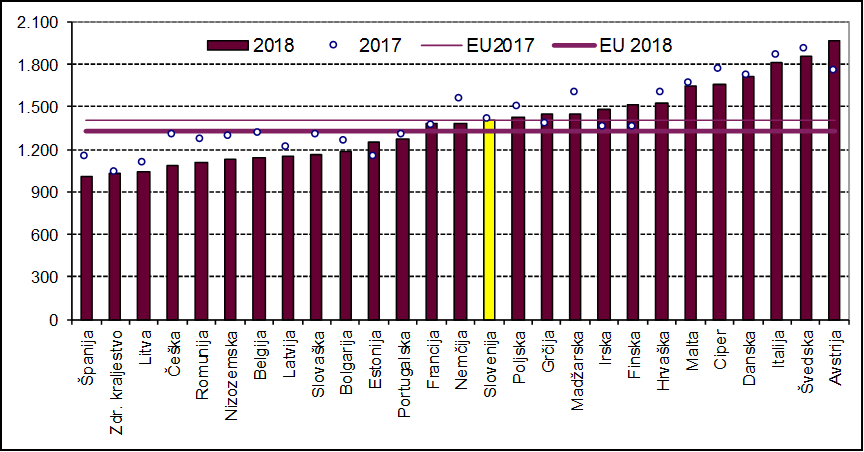 2.100
1.800
1.500
1.200
900
600
300
0
2018 2017 EU2017 EU 2018
Španija
Zdr. kraljestvo
Litva
Češka
Romunija
Nizozemska
Belgija
Latvija
Slovaška
Bolgarija
Estonija
Portugalska
Francija
Nemčija
Slovenija
Poljska
Grčija
Madžarska
Irska
Finska
Hrvaška
Malta
Ciper
Danska
Italija
Švedska
Avstrija